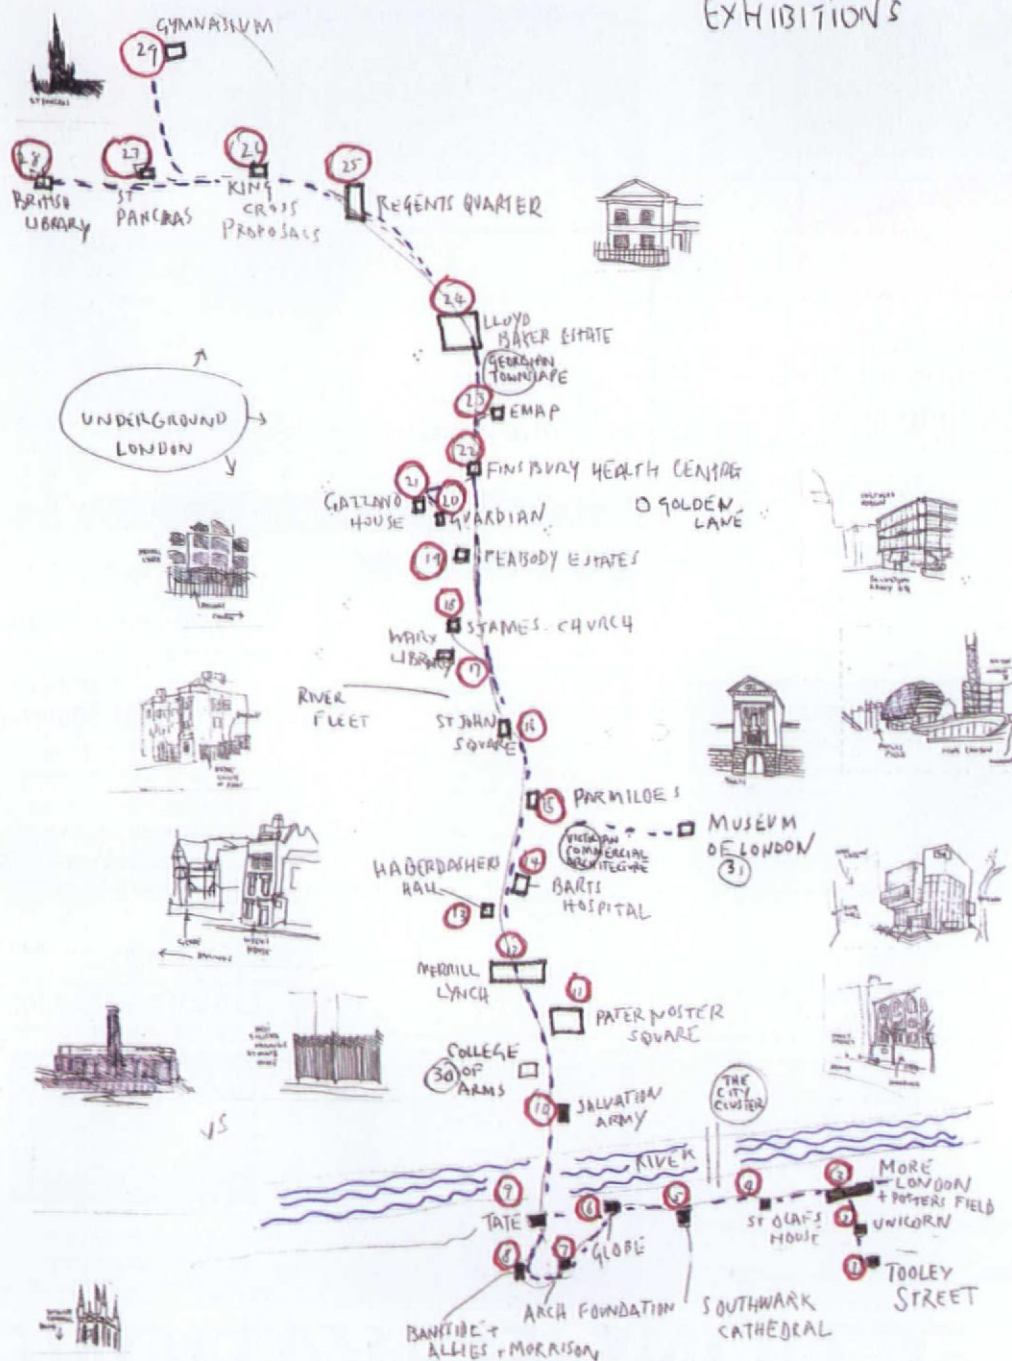 EXHIBITIONS
GYMNASIUM
29
ST PANCRAS
28
27
26
25
BRITISH
LIBRARY
ST
PANCRAS
KING
CROSS
PROPOSALS
REGENTS QUARTER
24
LLOYD
BAKER ESTATE
GEORGIAN
TOWNSCAPE
UNDERGROUND
LONDON
23
EMAP
22
FINSBURY HEALTH CENTRE
21
20
GAZZANO
HOUSE
GUARDIAN
GOLDEN
LANE
19
PEABODY ESTATES
18
ST JAMES CHURCH
MARX
LIBRARY
17
RIVER
FLEET
ST JOHN
SQUARE
16
15
PARMILOES
MUSEUM
OF LONDON
31
VICTORIAN
COMMERCIAL
ARCHITECTURE
14
HABERDASHERS
HALL
BARTS
HOSPITAL
13
12
MERRILL
LYNCH
11
PATERNOSTER
SQUARE
COLLEGE
OF
ARMS
30
10
SALVATION
ARMY
THE
CITY
CLUSTER
VS
RIVER
9
TATE
6
5
4
3
MORE
LONDON
+ POTTERS FIELD
ST OLAFS
HOUSE
2
UNICORN
8
7
GLOBE
1
TOOLEY
STREET
ARCH FOUNDATION
SOUTHWARK
CATHEDRAL
BANKSIDE +
ALLIES + MORRISON